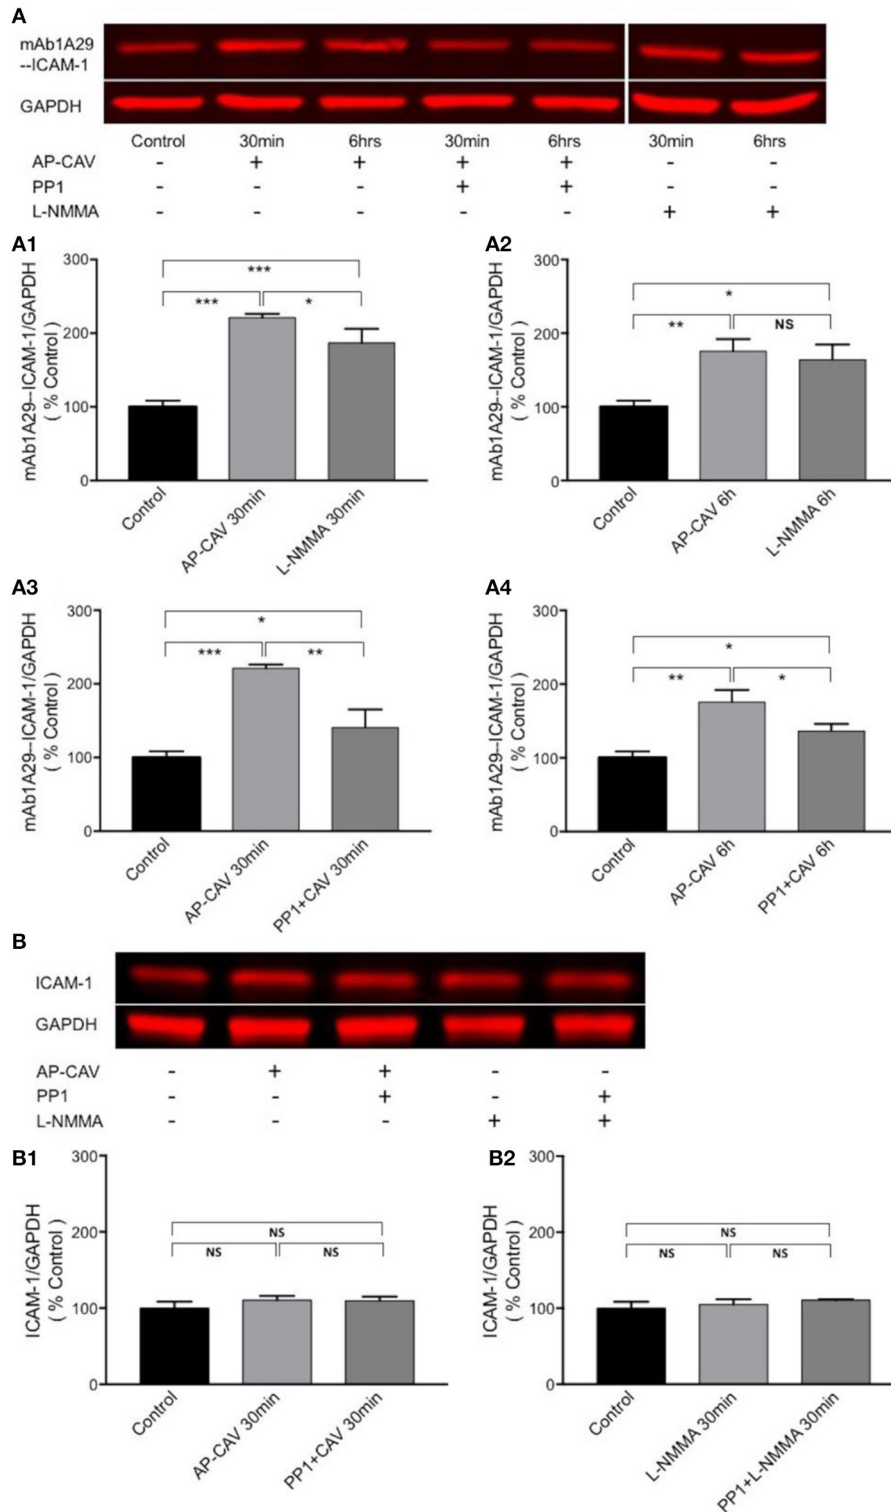 A
mAb1A29
--ICAM-1
GAPDH
Control 30min 6hrs 30min 6hrs 30min 6hrs
AP-CAV - + + + + - -
PP1 - - - + + - -
L-NMMA - - - - - + +
A1
mAb1A29--ICAM-1/GAPDH
( % Control )
300
200
100
0
***
*** *
Control
AP-CAV 30min
L-NMMA 30min
A2
mAb1A29--ICAM-1/GAPDH
( % Control )
300
200
100
0
*
** NS
Control
AP-CAV 6h
L-NMMA 6h
A3
mAb1A29--ICAM-1/GAPDH
( % Control )
300
200
100
0
*
*** **
Control
AP-CAV 30min
PP1+CAV 30min
A4
mAb1A29--ICAM-1/GAPDH
( % Control )
300
200
100
0
*
** *
Control
AP-CAV 6h
PP1+CAV 6h
B
ICAM-1
GAPDH
AP-CAV - + + - -
PP1 - - + - +
L-NMMA - - - + +
B1
ICAM-1/GAPDH
( % Control )
300
200
100
0
NS
NS NS
Control
AP-CAV 30min
PP1+CAV 30min
B2
ICAM-1/GAPDH
( % Control )
300
200
100
0
NS
NS NS
Control
L-NMMA 30min
PP1+L-NMMA 30min